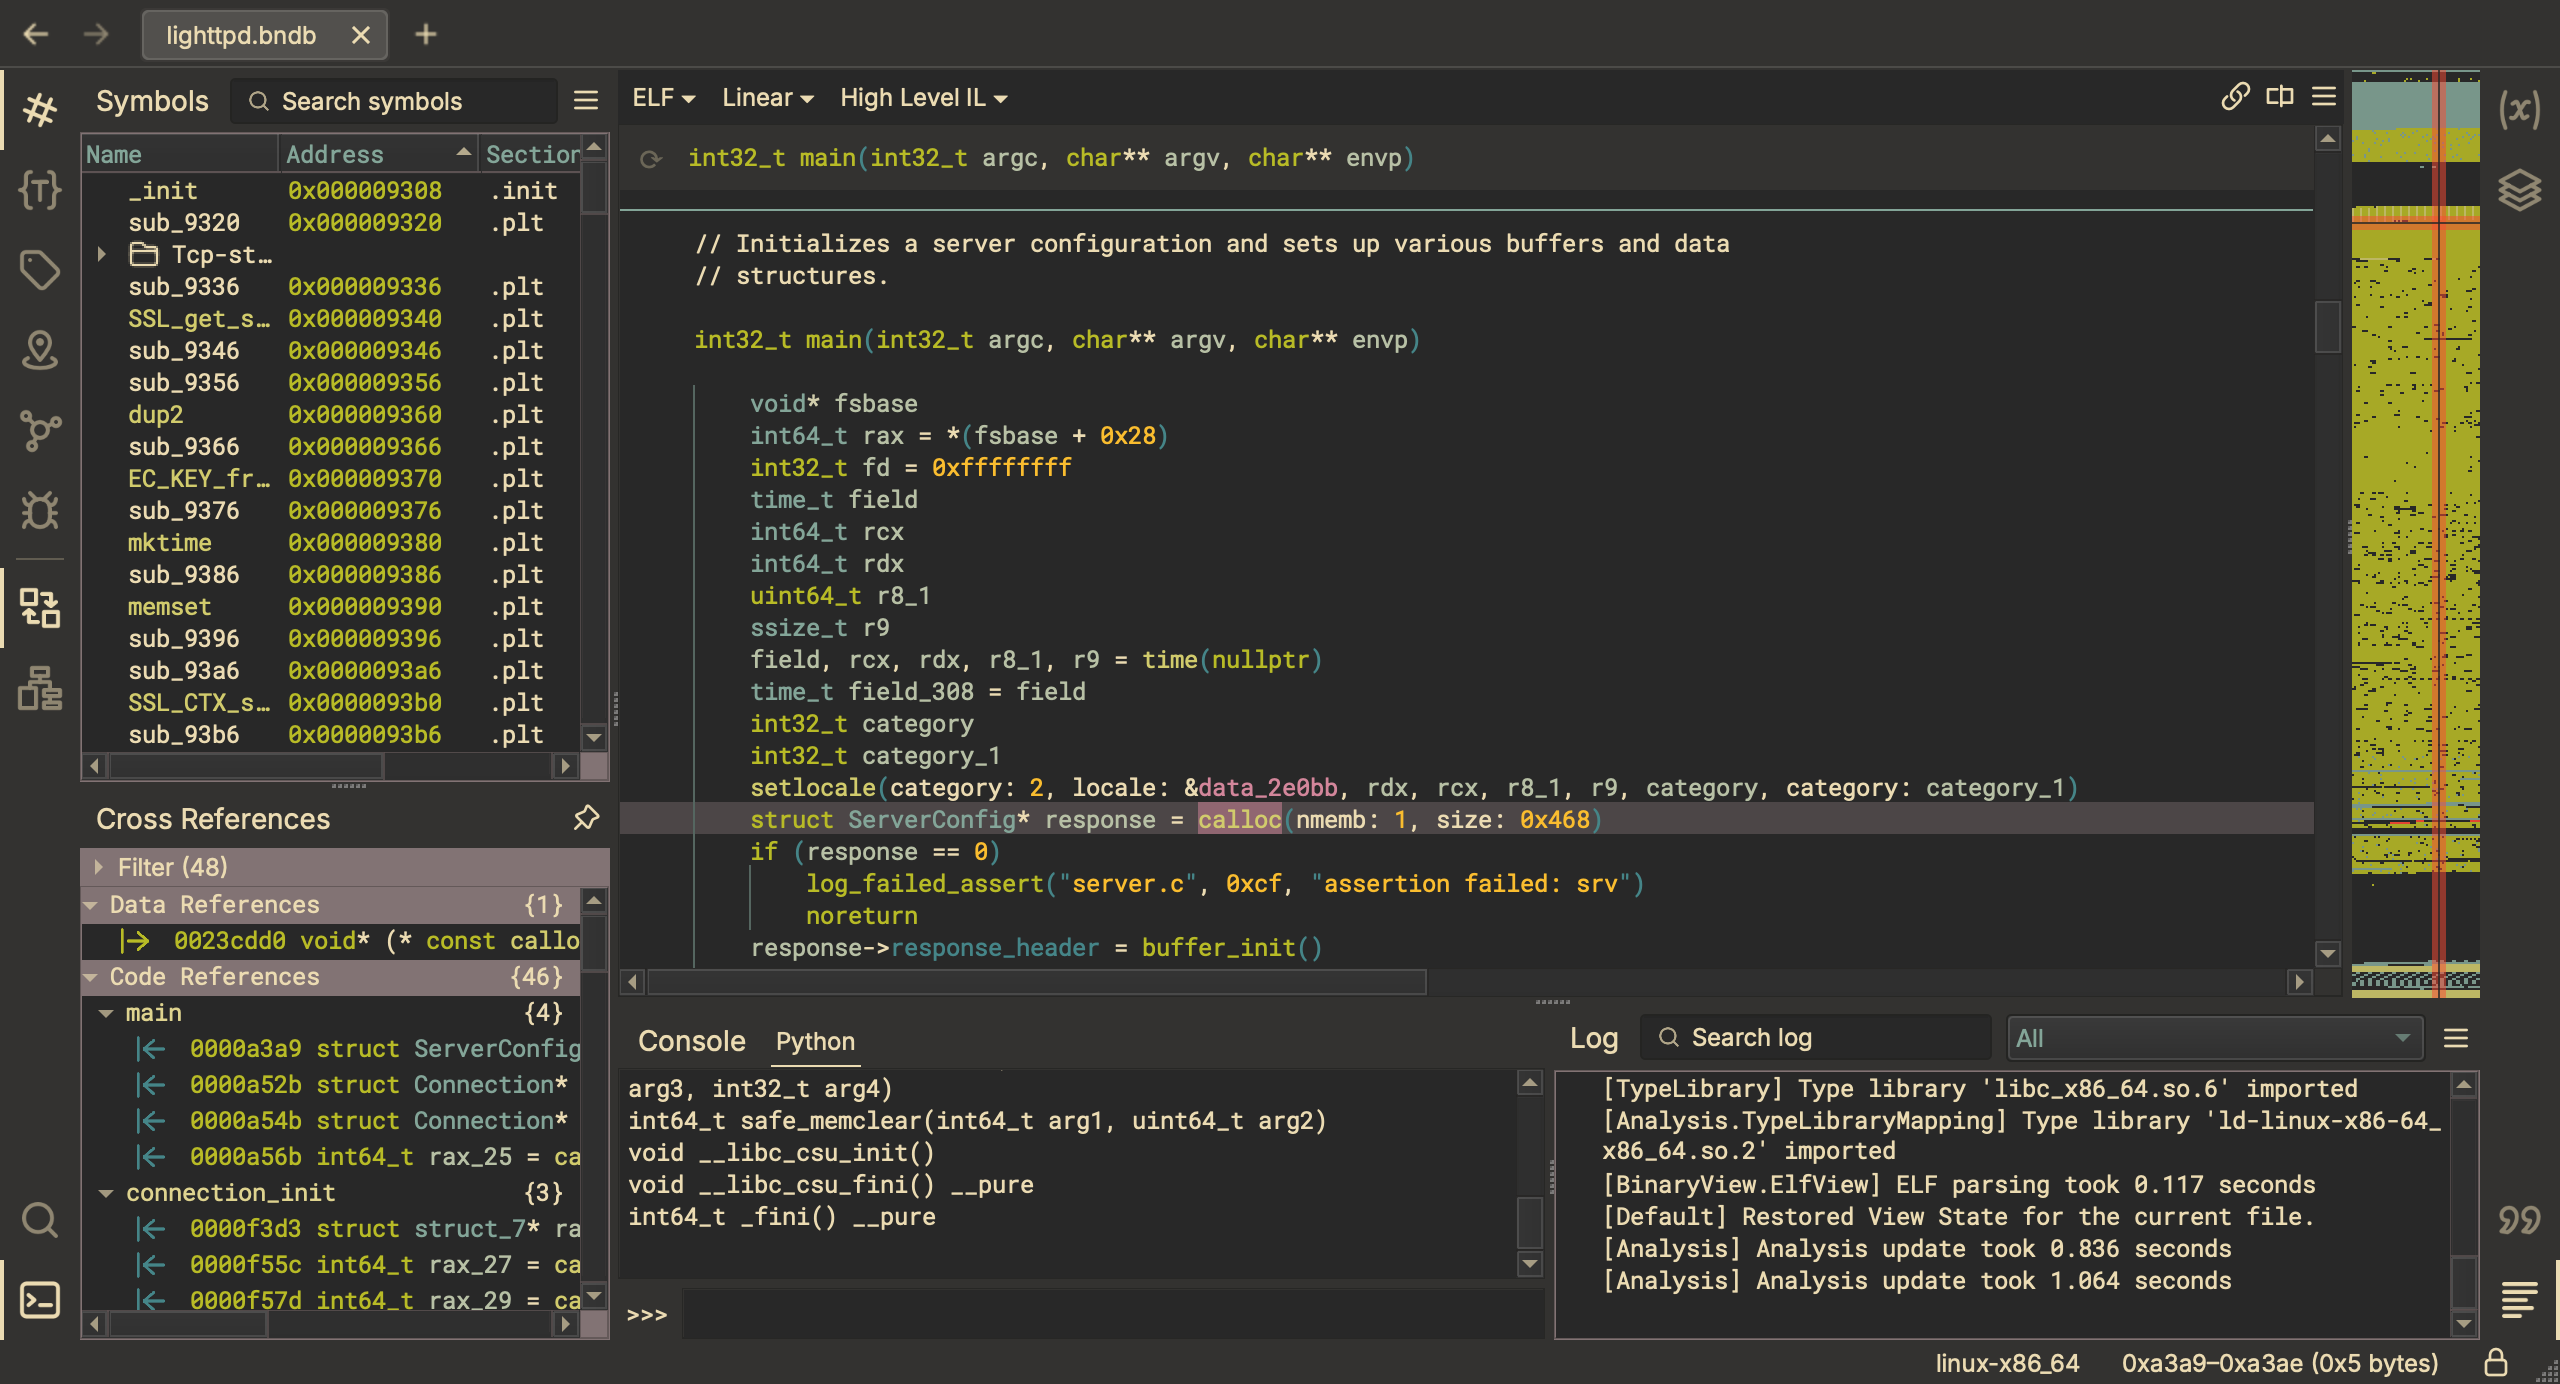 lighttpd.bndb
Symbols
Search symbols
Name Address Section
_init 0x000009308 .init
sub_9320 0x000009320 .plt
Tcp-st…
sub_9336 0x000009336 .plt
SSL_get_s… 0x000009340 .plt
sub_9346 0x000009346 .plt
sub_9356 0x000009356 .plt
dup2 0x000009360 .plt
sub_9366 0x000009366 .plt
EC_KEY_fr… 0x000009370 .plt
sub_9376 0x000009376 .plt
mktime 0x000009380 .plt
sub_9386 0x000009386 .plt
memset 0x000009390 .plt
sub_9396 0x000009396 .plt
sub_93a6 0x0000093a6 .plt
SSL_CTX_s… 0x0000093b0 .plt
sub_93b6 0x0000093b6 .plt
Cross References
Filter (48)
Data References {1}
0023cdd0 void* (* const callo
Code References {46}
main {4}
0000a3a9 struct ServerConfig
0000a52b struct Connection*
0000a54b struct Connection*
0000a56b int64_t rax_25 = ca
connection_init {3}
0000f3d3 struct struct_7* ra
0000f55c int64_t rax_27 = ca
0000f57d int64_t rax_29 = ca
ELF Linear High Level IL
int32_t main(int32_t argc, char** argv, char** envp)
// Initializes a server configuration and sets up various buffers and data
// structures.
int32_t main(int32_t argc, char** argv, char** envp)
void* fsbase
int64_t rax = *(fsbase + 0x28)
int32_t fd = 0xffffffff
time_t field
int64_t rcx
int64_t rdx
uint64_t r8_1
ssize_t r9
field, rcx, rdx, r8_1, r9 = time(nullptr)
time_t field_308 = field
int32_t category
int32_t category_1
setlocale(category: 2, locale: &data_2e0bb, rdx, rcx, r8_1, r9, category, category: category_1)
struct ServerConfig* response = calloc(nmemb: 1, size: 0x468)
if (response == 0)
log_failed_assert("server.c", 0xcf, "assertion failed: srv")
noreturn
response->response_header = buffer_init()
Console Python
arg3, int32_t arg4)
int64_t safe_memclear(int64_t arg1, uint64_t arg2)
void __libc_csu_init()
void __libc_csu_fini() __pure
int64_t _fini() __pure
>>>
Log
Search log
All
[TypeLibrary] Type library 'libc_x86_64.so.6' imported
[Analysis.TypeLibraryMapping] Type library 'ld-linux-x86-64_
x86_64.so.2' imported
[BinaryView.ElfView] ELF parsing took 0.117 seconds
[Default] Restored View State for the current file.
[Analysis] Analysis update took 0.836 seconds
[Analysis] Analysis update took 1.064 seconds
linux-x86_64 0xa3a9–0xa3ae (0x5 bytes)